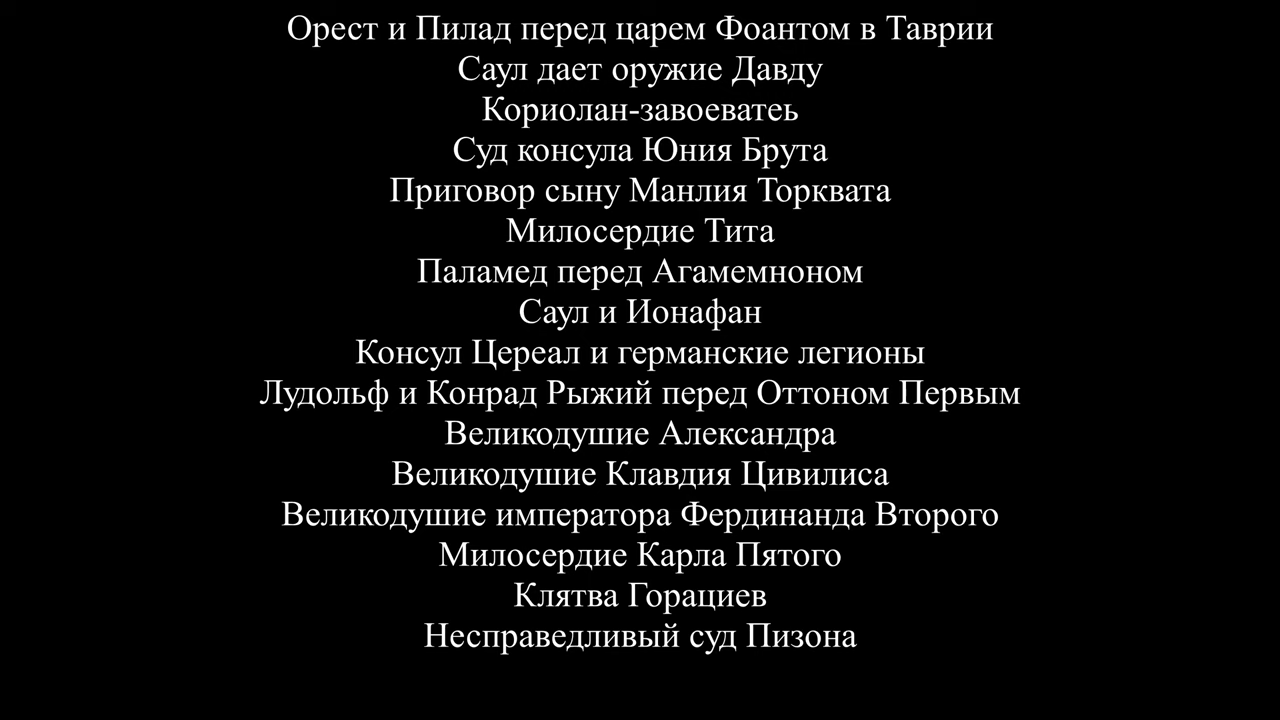 Орест и Пилад перед царем Фоантом в Таврии
Саул дает оружие Давду
Кориолан-завоеватеь
Суд консула Юния Брута
Приговор сыну Манлия Торквата
Милосердие Тита
Паламед перед Агамемноном
Саул и Ионафан
Консул Цереал и германские легионы
Лудольф и Конрад Рыжий перед Оттоном Первым
Великодушие Александра
Великодушие Клавдия Цивилиса
Великодушие императора Фердинанда Второго
Милосердие Карла Пятого
Клятва Горациев
Несправедливый суд Пизона